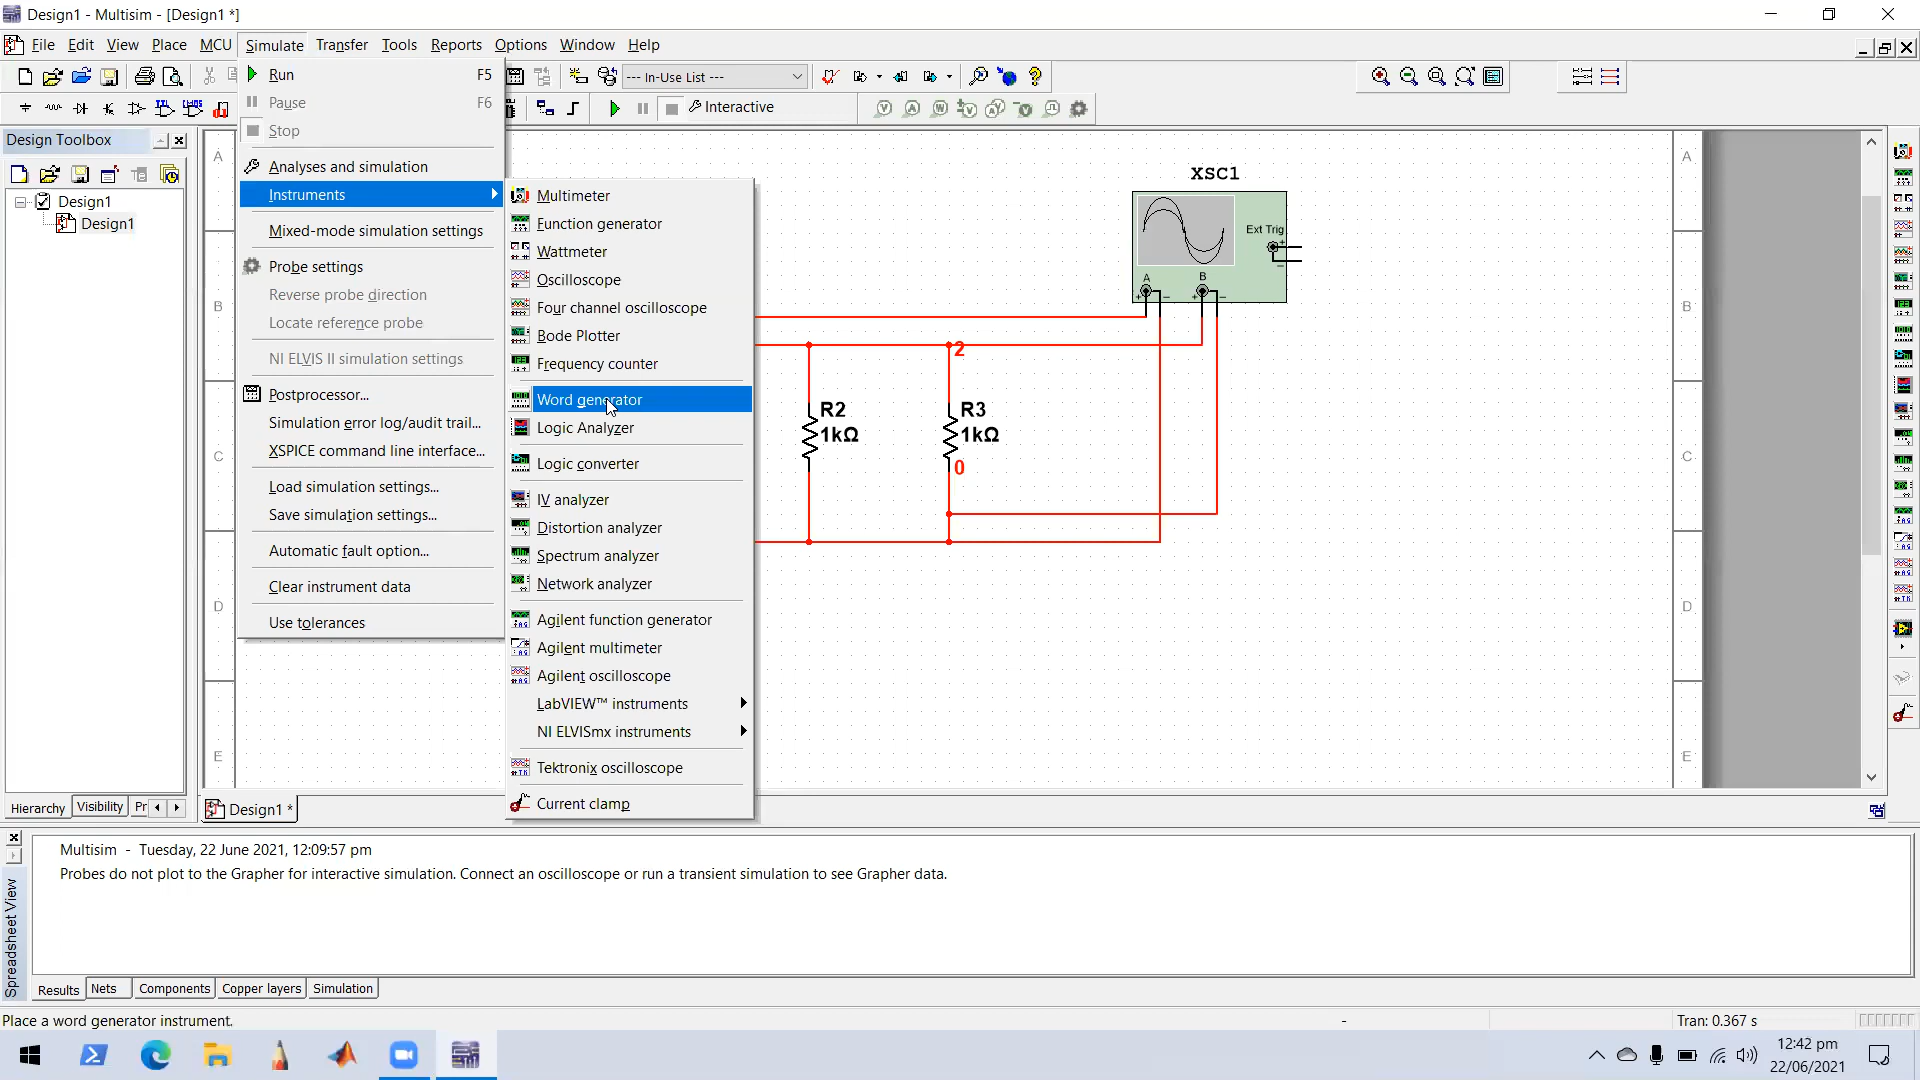 Design1 - Multisim - [Design1 *]
File Edit View Place MCU Simulate Transfer Tools Reports Options Window Help
--- In-Use List ---
Interactive
Design Toolbox
Design1
Design1
Run F5
Pause F6
Stop
Analyses and simulation
Instruments
Mixed-mode simulation settings
Probe settings
Reverse probe direction
Locate reference probe
NI ELVIS II simulation settings
Postprocessor...
Simulation error log/audit trail...
XSPICE command line interface...
Load simulation settings...
Save simulation settings...
Automatic fault option...
Clear instrument data
Use tolerances
Multimeter
Function generator
Wattmeter
Oscilloscope
Four channel oscilloscope
Bode Plotter
Frequency counter
Word generator
Logic Analyzer
Logic converter
IV analyzer
Distortion analyzer
Spectrum analyzer
Network analyzer
Agilent function generator
Agilent multimeter
Agilent oscilloscope
LabVIEW™ instruments
NI ELVISmx instruments
Tektronix oscilloscope
Current clamp
A
B
C
D
E
XSC1
Ext Trig
+
−
A
B
+ − + −
2
R2
1kΩ
R3
1kΩ
0
A
B
C
D
E
Hierarchy Visibility Pr
Design1 *
Spreadsheet View
Multisim - Tuesday, 22 June 2021, 12:09:57 pm
Probes do not plot to the Grapher for interactive simulation. Connect an oscilloscope or run a transient simulation to see Grapher data.
Results Nets Components Copper layers Simulation
Place a word generator instrument.
-
Tran: 0.367 s
12:42 pm
22/06/2021